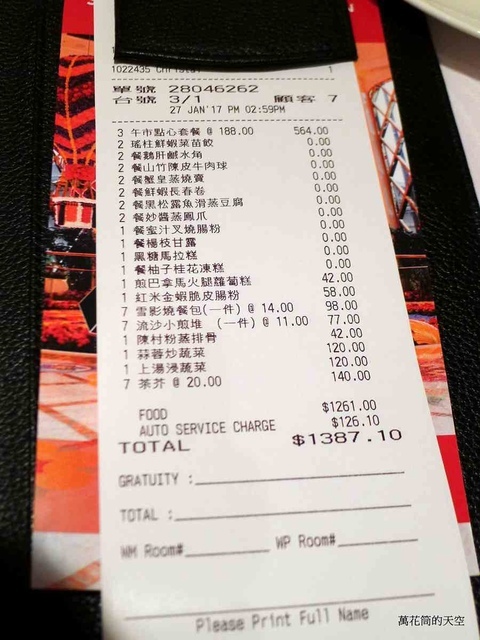 1022435 Christ 1
單號 28046262
台號 3/1 顧客 7
27 JAN'17 PM 02:59PM
3 午市點心套餐 @ 188.00 564.00
2 瑤柱鮮蝦菜苗餃 0.00
2 餐鵝肝鹹水角 0.00
2 餐山竹陳皮牛肉球 0.00
2 餐蟹皇蒸燒賣 0.00
2 餐鮮蝦長春卷 0.00
2 餐黑松露魚滑蒸豆腐 0.00
2 餐妙醬蒸鳳爪 0.00
1 餐蜜汁叉燒腸粉 0.00
1 餐楊枝甘露 0.00
1 黑糖馬拉糕 0.00
1 餐柚子桂花凍糕 0.00
1 煎巴拿馬火腿蘿蔔糕 42.00
1 紅米金蝦脆皮腸粉 58.00
7 雪影燒餐包(一件) @ 14.00 98.00
7 流沙小煎堆 (一件) @ 11.00 77.00
1 陳村粉蒸排骨 42.00
1 蒜蓉炒蔬菜 120.00
1 上湯浸蔬菜 120.00
7 茶芥 @ 20.00 140.00
FOOD $1261.00
AUTO SERVICE CHARGE $126.10
TOTAL $1387.10
GRATUITY :
TOTAL :
WM Room# WP Room#
Please Print Full Name
萬花筒的天空